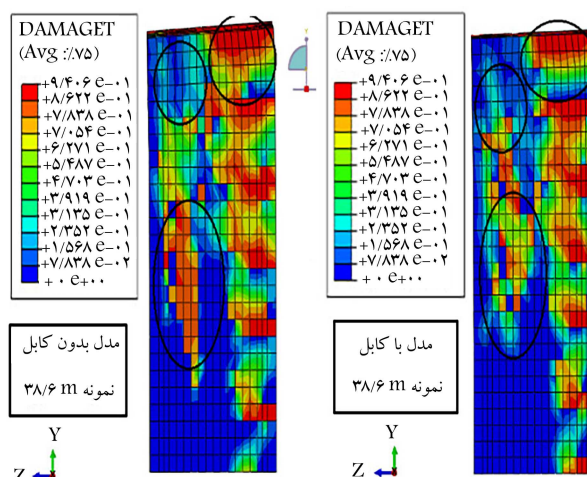 DAMAGET
(Avg :٪.۷۵)
+۹/۴۰۶ e-۰۱
+۸/۶۲۲ e-۰۱
+۷/۸۳۸ e-۰۱
+۷/۰۵۴ e-۰۱
+۶/۲۷۱ e-۰۱
+۵/۴۸۷ e-۰۱
+۴/۷۰۳ e-۰۱
+۳/۹۱۹ e-۰۱
+۳/۱۳۵ e-۰۱
+۲/۳۵۲ e-۰۱
+۱/۵۶۸ e-۰۱
+۷/۸۳۸ e-۰۲
+۰ e+۰۰
مدل بدون کابل
نمونه ۳۸/۶ m
Y
Z
Y
DAMAGET
(Avg :٪.۷۵)
+۹/۴۰۶ e-۰۱
+۸/۶۲۲ e-۰۱
+۷/۸۳۸ e-۰۱
+۷/۰۵۴ e-۰۱
+۶/۲۷۱ e-۰۱
+۵/۴۸۷ e-۰۱
+۴/۷۰۳ e-۰۱
+۳/۹۱۹ e-۰۱
+۳/۱۳۵ e-۰۱
+۲/۳۵۲ e-۰۱
+۱/۵۶۸ e-۰۱
+۷/۸۳۸ e-۰۲
+۰ e+۰۰
مدل با کابل
نمونه ۳۸/۶ m
Y
Z